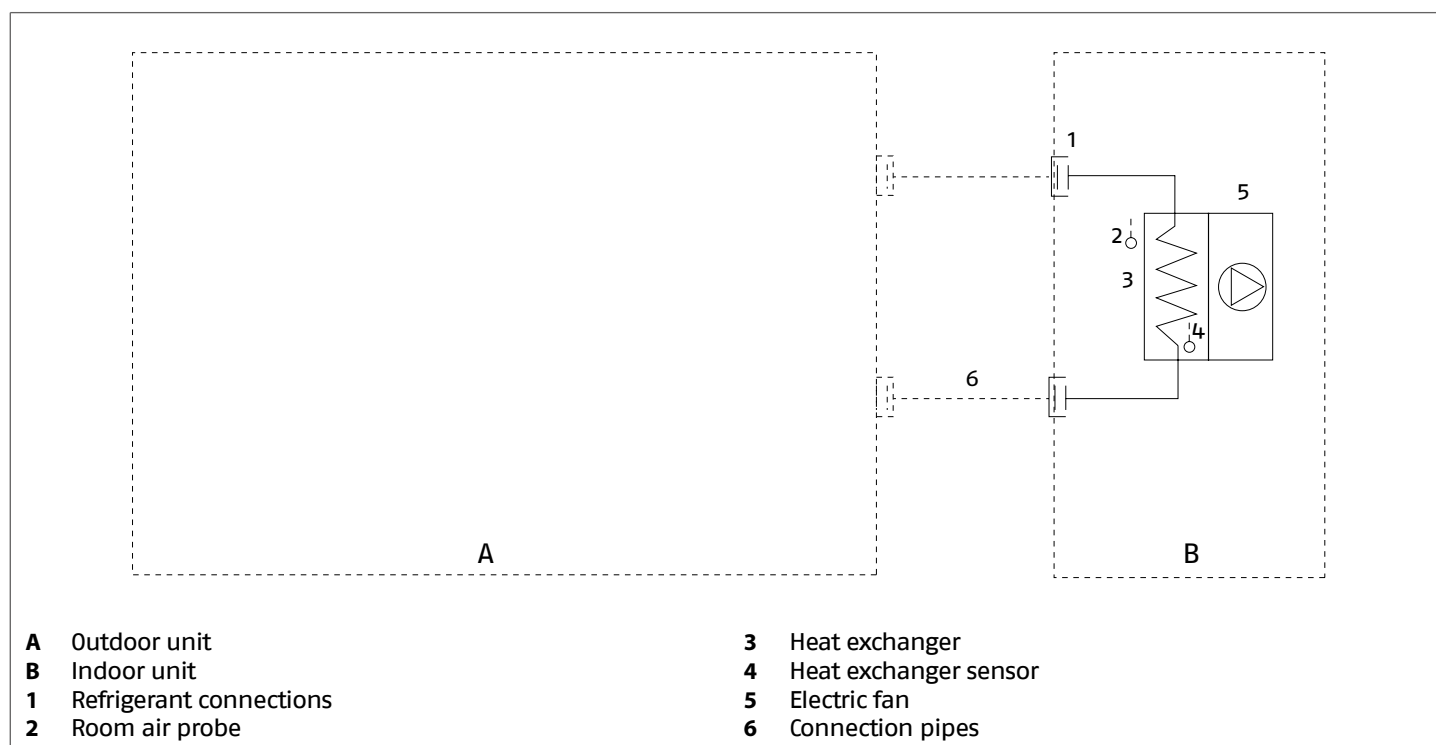 1
5
2
3
4
6
A
B
A Outdoor unit
B Indoor unit
1 Refrigerant connections
2 Room air probe
3 Heat exchanger
4 Heat exchanger sensor
5 Electric fan
6 Connection pipes